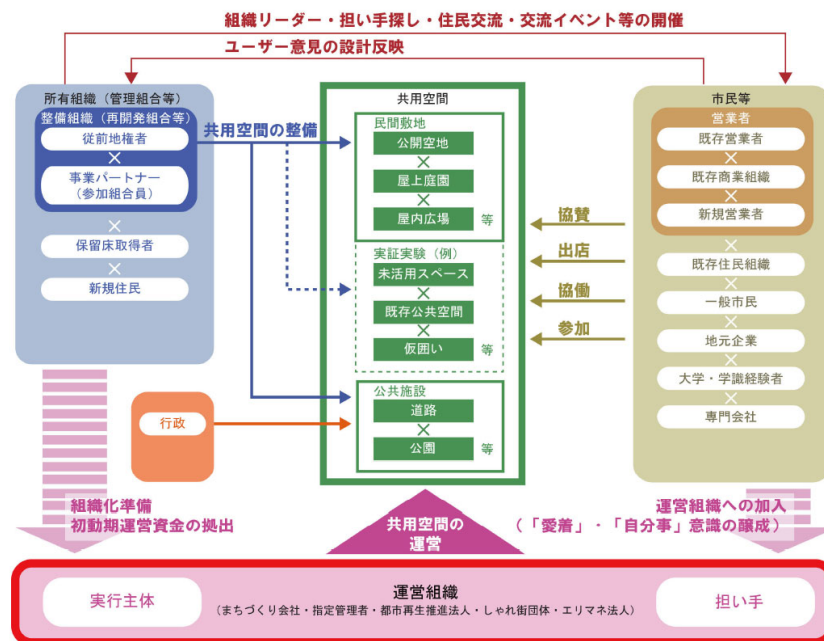 組織リーダー・担い手探し・住民交流・交流イベント等の開催
ユーザー意見の設計反映
所有組織（管理組合等）
整備組織（再開発組合等）
従前地権者
×
事業パートナー
（参加組合員）
×
保留床取得者
×
新規住民
共用空間の整備
行政
共用空間
民間敷地
公開空地
×
屋上庭園
×
屋内広場
等
実証実験（例）
未活用スペース
×
既存公共空間
×
仮囲い
等
公共施設
道路
×
公園
等
協賛
出店
協働
参加
市民等
営業者
既存営業者
×
既存商業組織
×
新規営業者
×
既存住民組織
×
一般市民
×
地元企業
×
大学・学識経験者
×
専門会社
組織化準備
初動期運営資金の拠出
共用空間の
運営
運営組織への加入
（「愛着」・「自分事」意識の醸成）
実行主体
運営組織
（まちづくり会社・指定管理者・都市再生推進法人・しゃれ街団体・エリマネ法人）
担い手